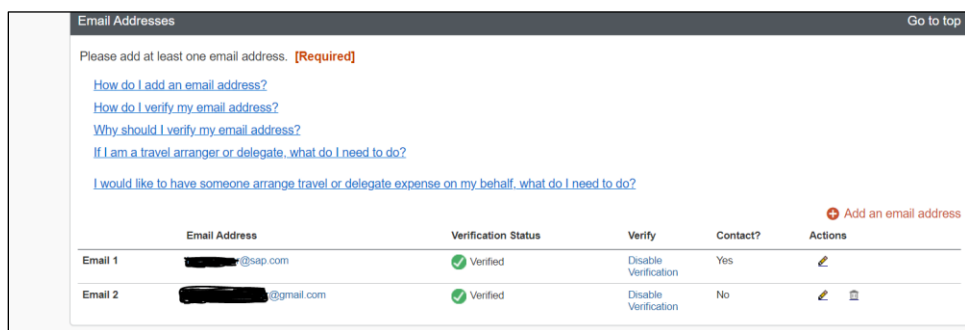 Email Addresses Go to top
Please add at least one email address. [Required]
How do I add an email address?
How do I verify my email address?
Why should I verify my email address?
If I am a travel arranger or delegate, what do I need to do?
I would like to have someone arrange travel or delegate expense on my behalf, what do I need to do?
Add an email address
Email Address Verification Status Verify Contact? Actions
Email 1 @sap.com Verified Disable Verification Yes
Email 2 @gmail.com Verified Disable Verification No